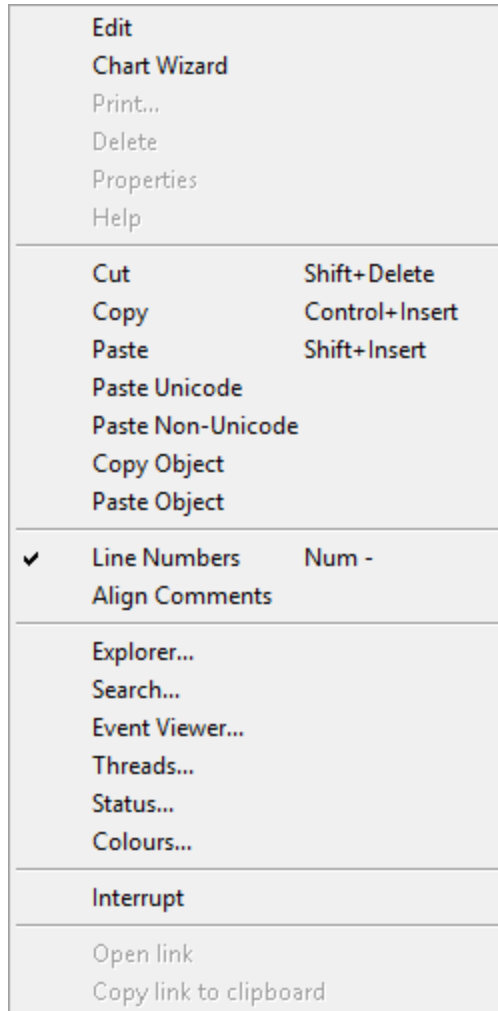 Edit
Chart Wizard
Print...
Delete
Properties
Help
Cut Shift+Delete
Copy Control+Insert
Paste Shift+Insert
Paste Unicode
Paste Non-Unicode
Copy Object
Paste Object
Line Numbers Num -
Align Comments
Explorer...
Search...
Event Viewer...
Threads...
Status...
Colours...
Interrupt
Open link
Copy link to clipboard